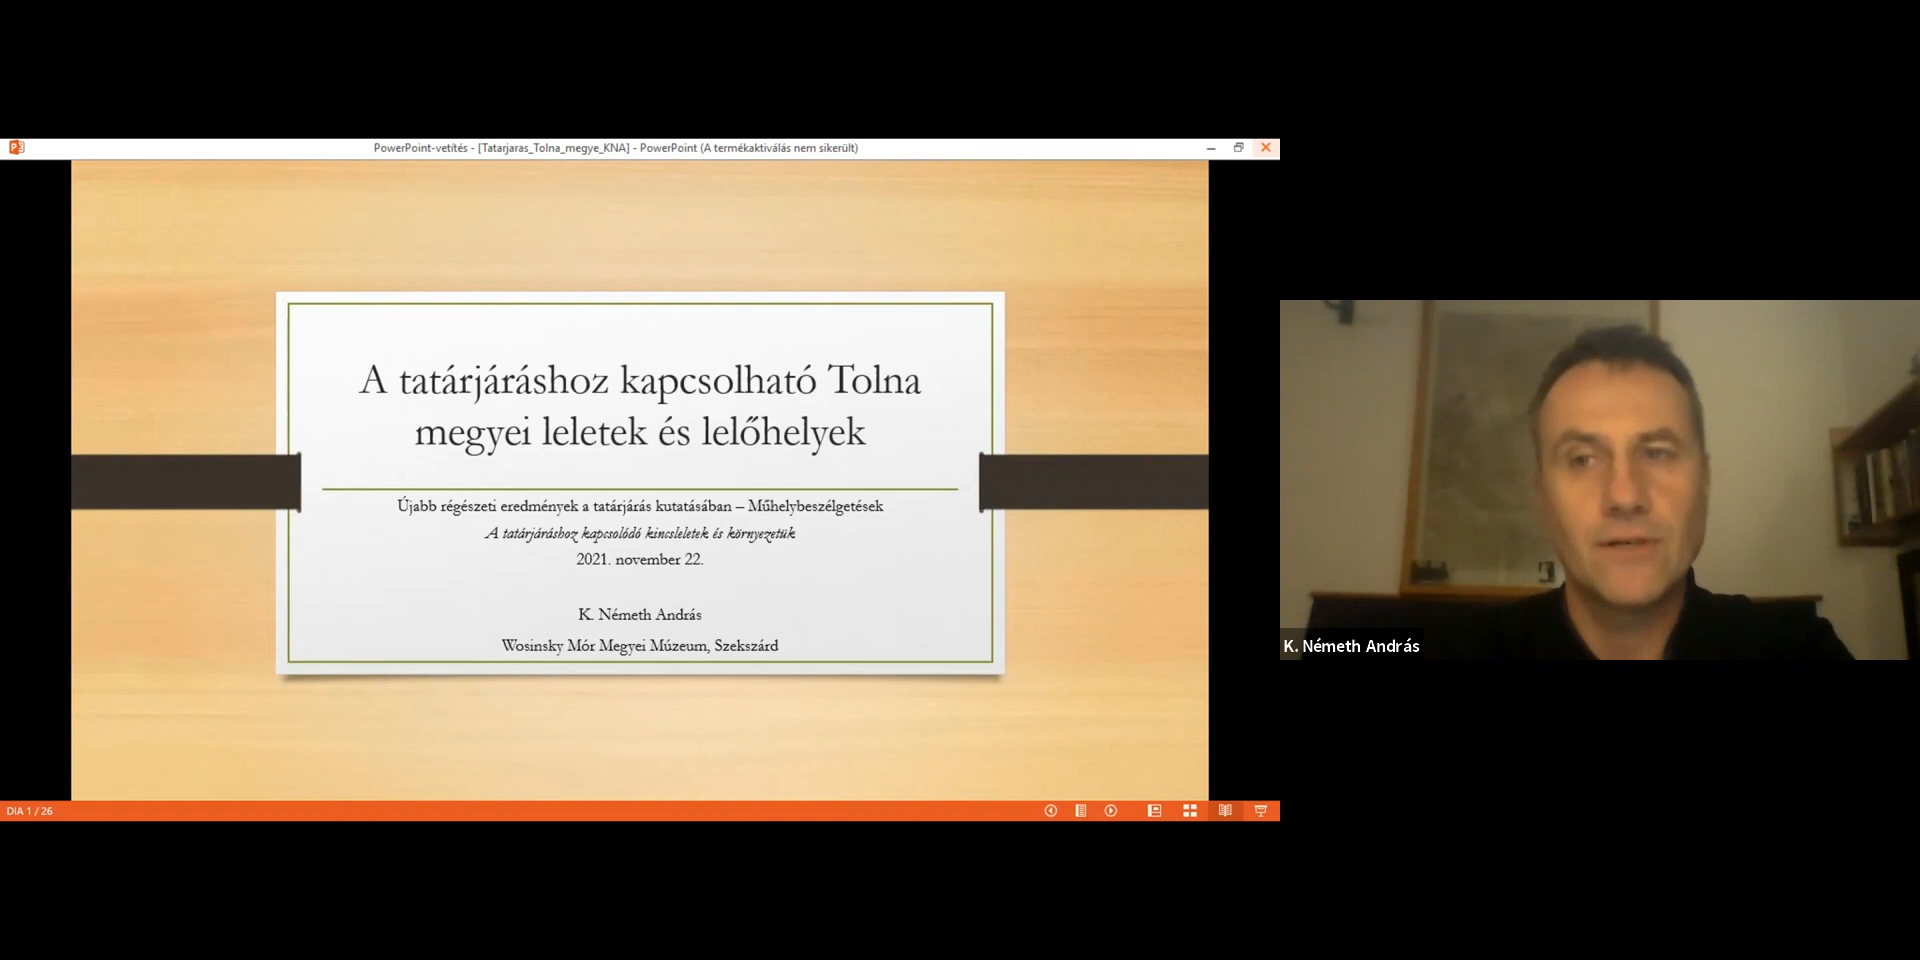 PowerPoint-vetítés - [Tatarjaras_Tolna_megye_KNA] - PowerPoint (A termékaktiválás nem sikerült)
A tatárjáráshoz kapcsolható Tolna
megyei leletek és lelőhelyek
Újabb régészeti eredmények a tatárjárás kutatásában – Műhelybeszélgetések
A tatárjáráshoz kapcsolódó kincsleletek és környezetük
2021. november 22.
K. Németh András
Wosinsky Mór Megyei Múzeum, Szekszárd
K. Németh András
DIA 1 / 26